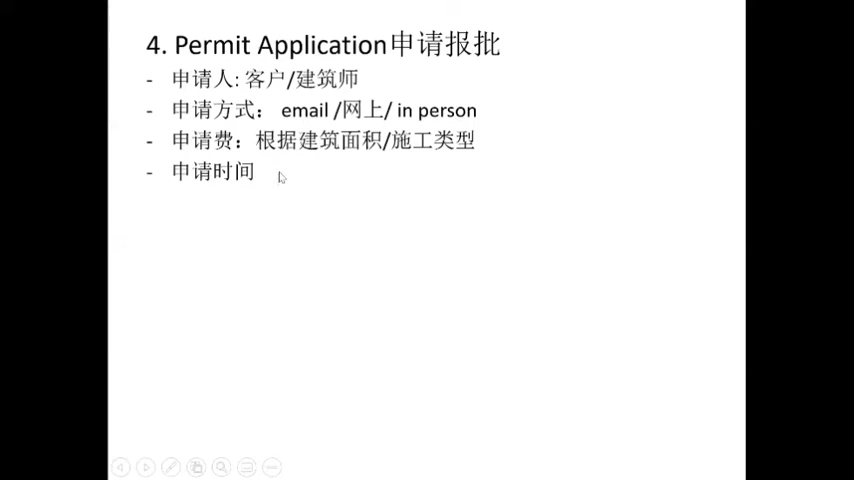 4. Permit Application申请报批
- 申请人: 客户/建筑师
- 申请方式： email /网上/ in person
- 申请费：根据建筑面积/施工类型
- 申请时间